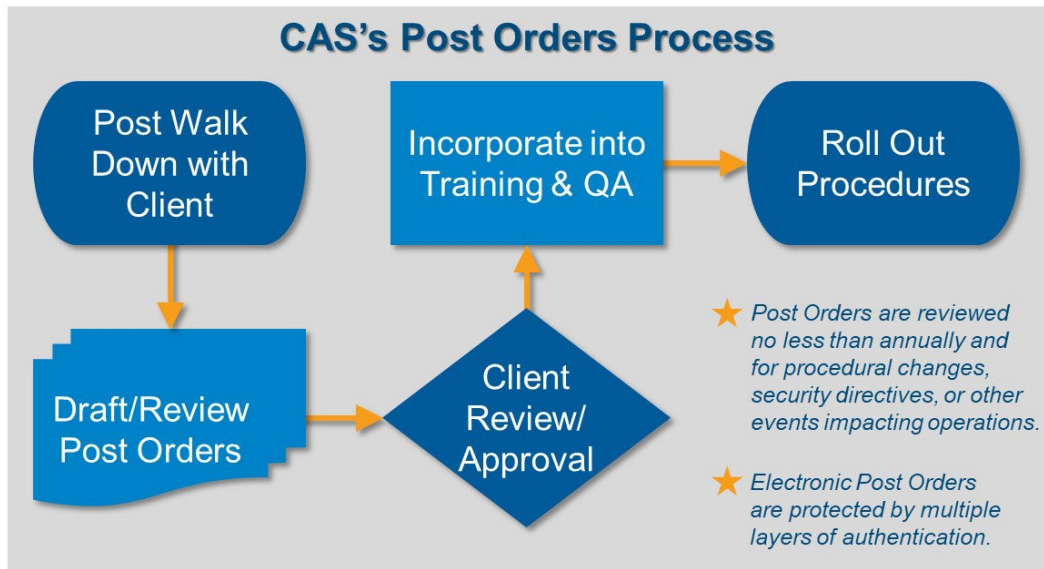 CAS's Post Orders Process
Post Walk
Down with
Client
Draft/Review
Post Orders
Client
Review/
Approval
Incorporate into
Training & QA
Roll Out
Procedures
Post Orders are reviewed
no less than annually and
for procedural changes,
security directives, or other
events impacting operations.
Electronic Post Orders
are protected by multiple
layers of authentication.